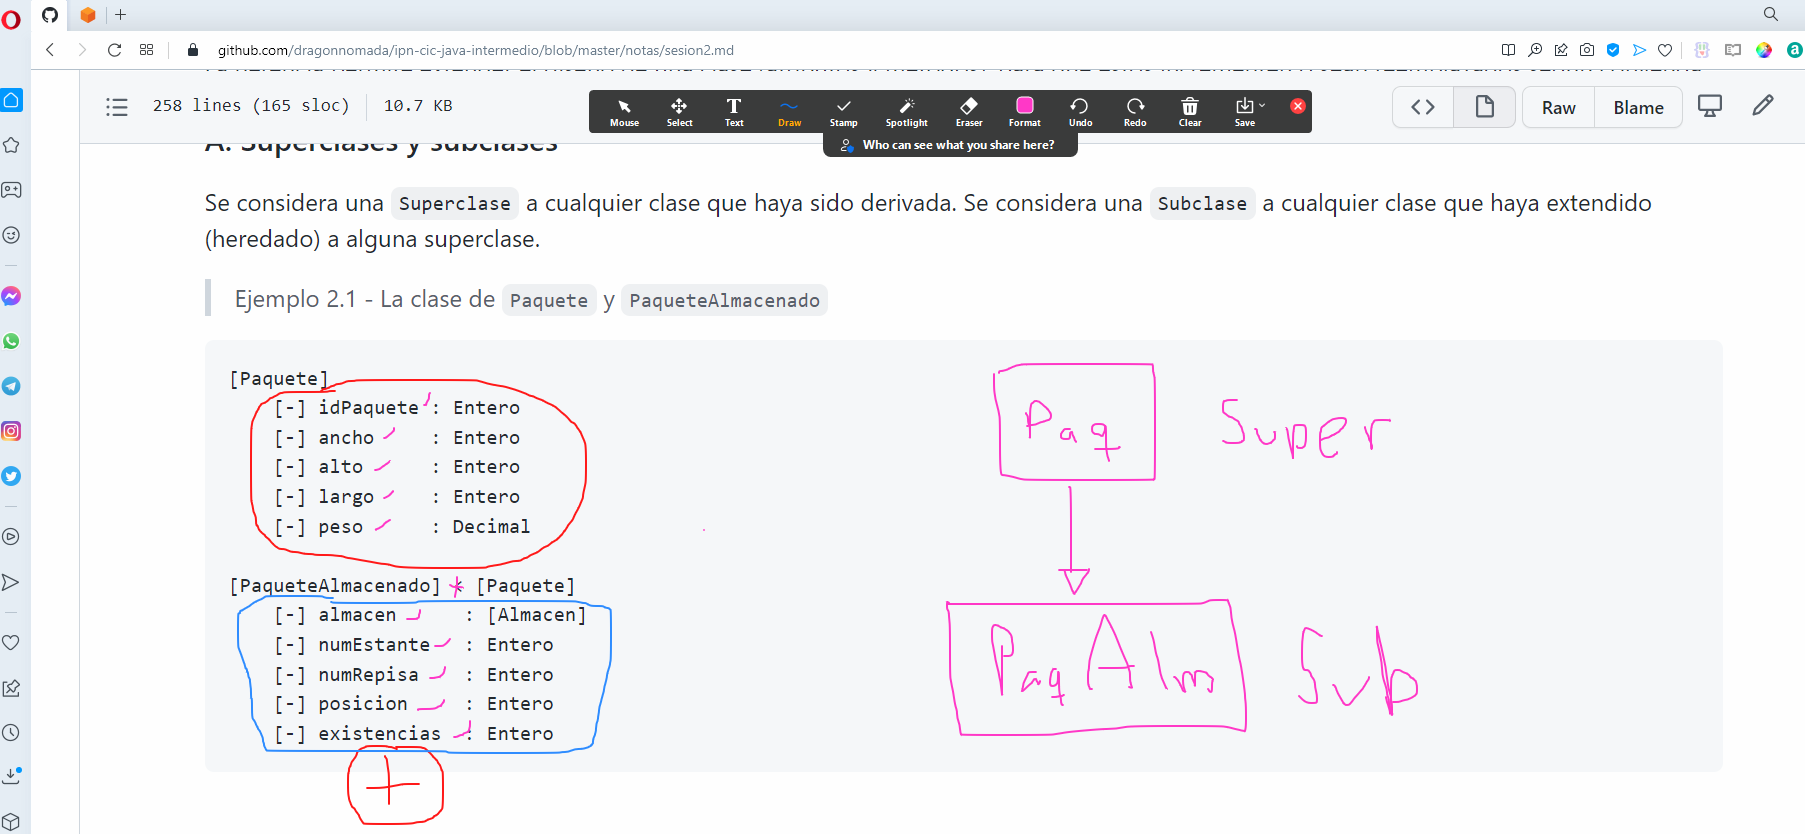 github.com/dragonnomada/ipn-cic-java-intermedio/blob/master/notas/sesion2.md
258 lines (165 sloc) 10.7 KB
Mouse Select Text Draw Stamp Spotlight Eraser Format Undo Redo Clear Save
Raw Blame
Who can see what you share here?
A. Superclases y subclases
Se considera una Superclase a cualquier clase que haya sido derivada. Se considera una Subclase a cualquier clase que haya extendido
(heredado) a alguna superclase.
Ejemplo 2.1 - La clase de Paquete y PaqueteAlmacenado
[Paquete]
[-] idPaquete : Entero
[-] ancho : Entero
[-] alto : Entero
[-] largo : Entero
[-] peso : Decimal
[PaqueteAlmacenado] * [Paquete]
[-] almacen : [Almacen]
[-] numEstante : Entero
[-] numRepisa : Entero
[-] posicion : Entero
[-] existencias : Entero
+
Paq Super
PaqAlm Sub